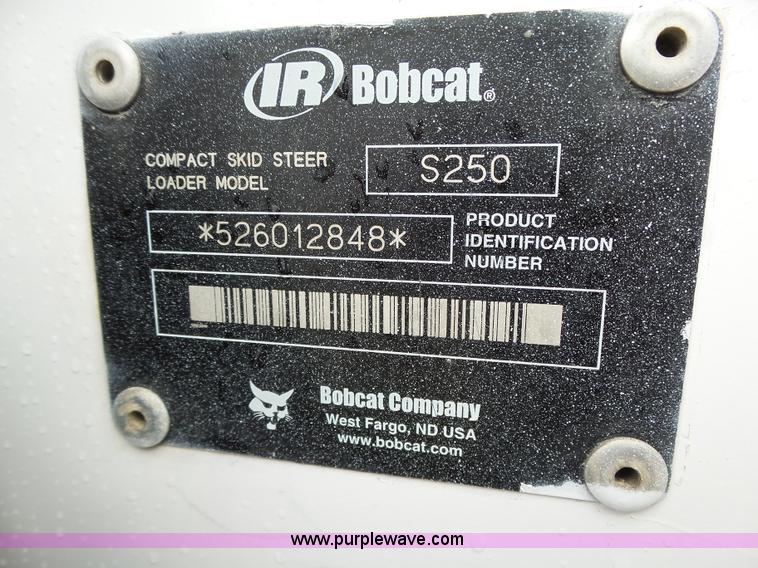 IR Bobcat®
COMPACT SKID STEER
LOADER MODEL
S250
*526012848*
PRODUCT
IDENTIFICATION
NUMBER
Bobcat Company
West Fargo, ND USA
www.bobcat.com
www.purplewave.com